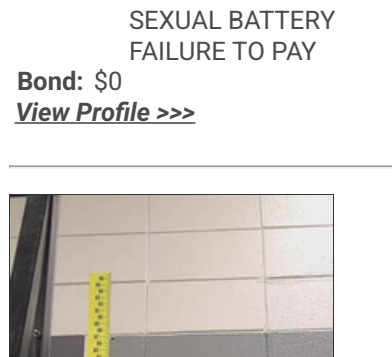 SEXUAL BATTERY
FAILURE TO PAY
Bond: $0
View Profile >>>